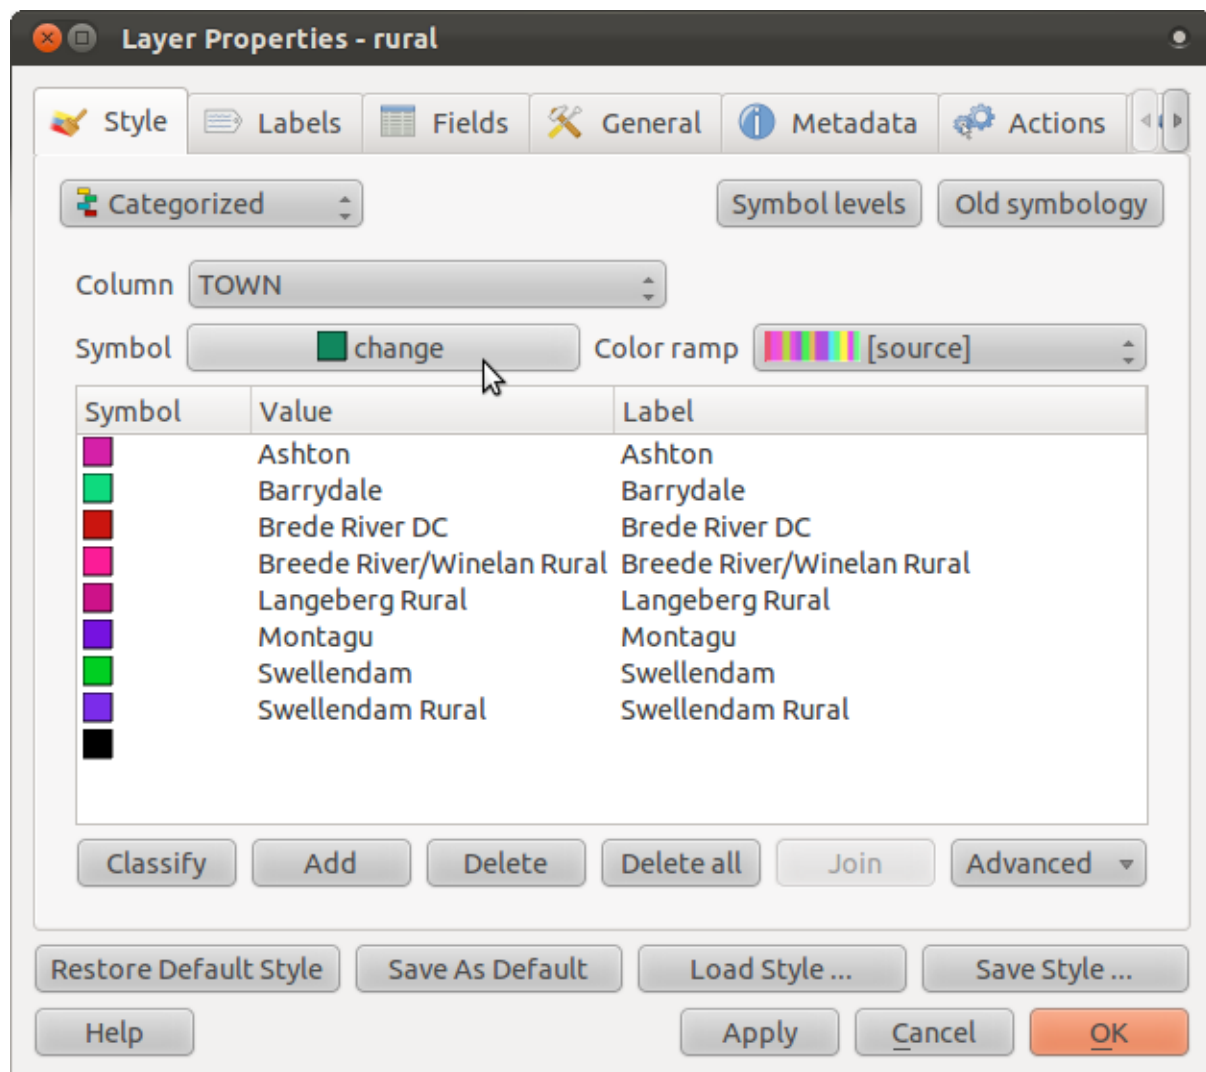 Layer Properties - rural
Style Labels Fields General Metadata Actions
Categorized Symbol levels Old symbology
Column TOWN
Symbol change Color ramp [source]
Symbol Value Label
Ashton Ashton
Barrydale Barrydale
Brede River DC Brede River DC
Breede River/Winelan Rural Breede River/Winelan Rural
Langeberg Rural Langeberg Rural
Montagu Montagu
Swellendam Swellendam
Swellendam Rural Swellendam Rural
Classify Add Delete Delete all Join Advanced
Restore Default Style Save As Default Load Style ... Save Style ...
Help Apply Cancel OK